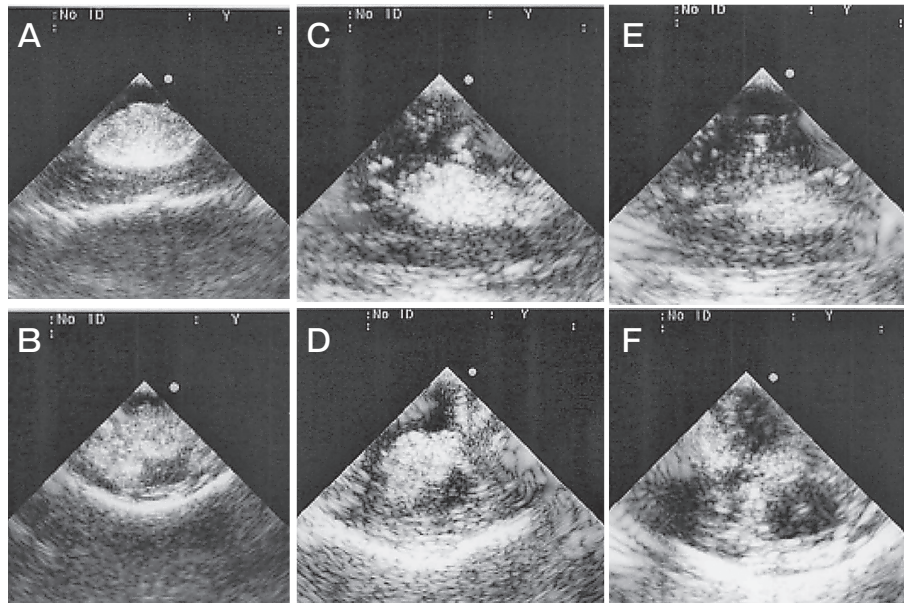 A
:No ID : Y
C
:No ID : Y
E
:No ID : Y
B
:No ID : Y
D
:No ID : Y
F
:No ID : Y